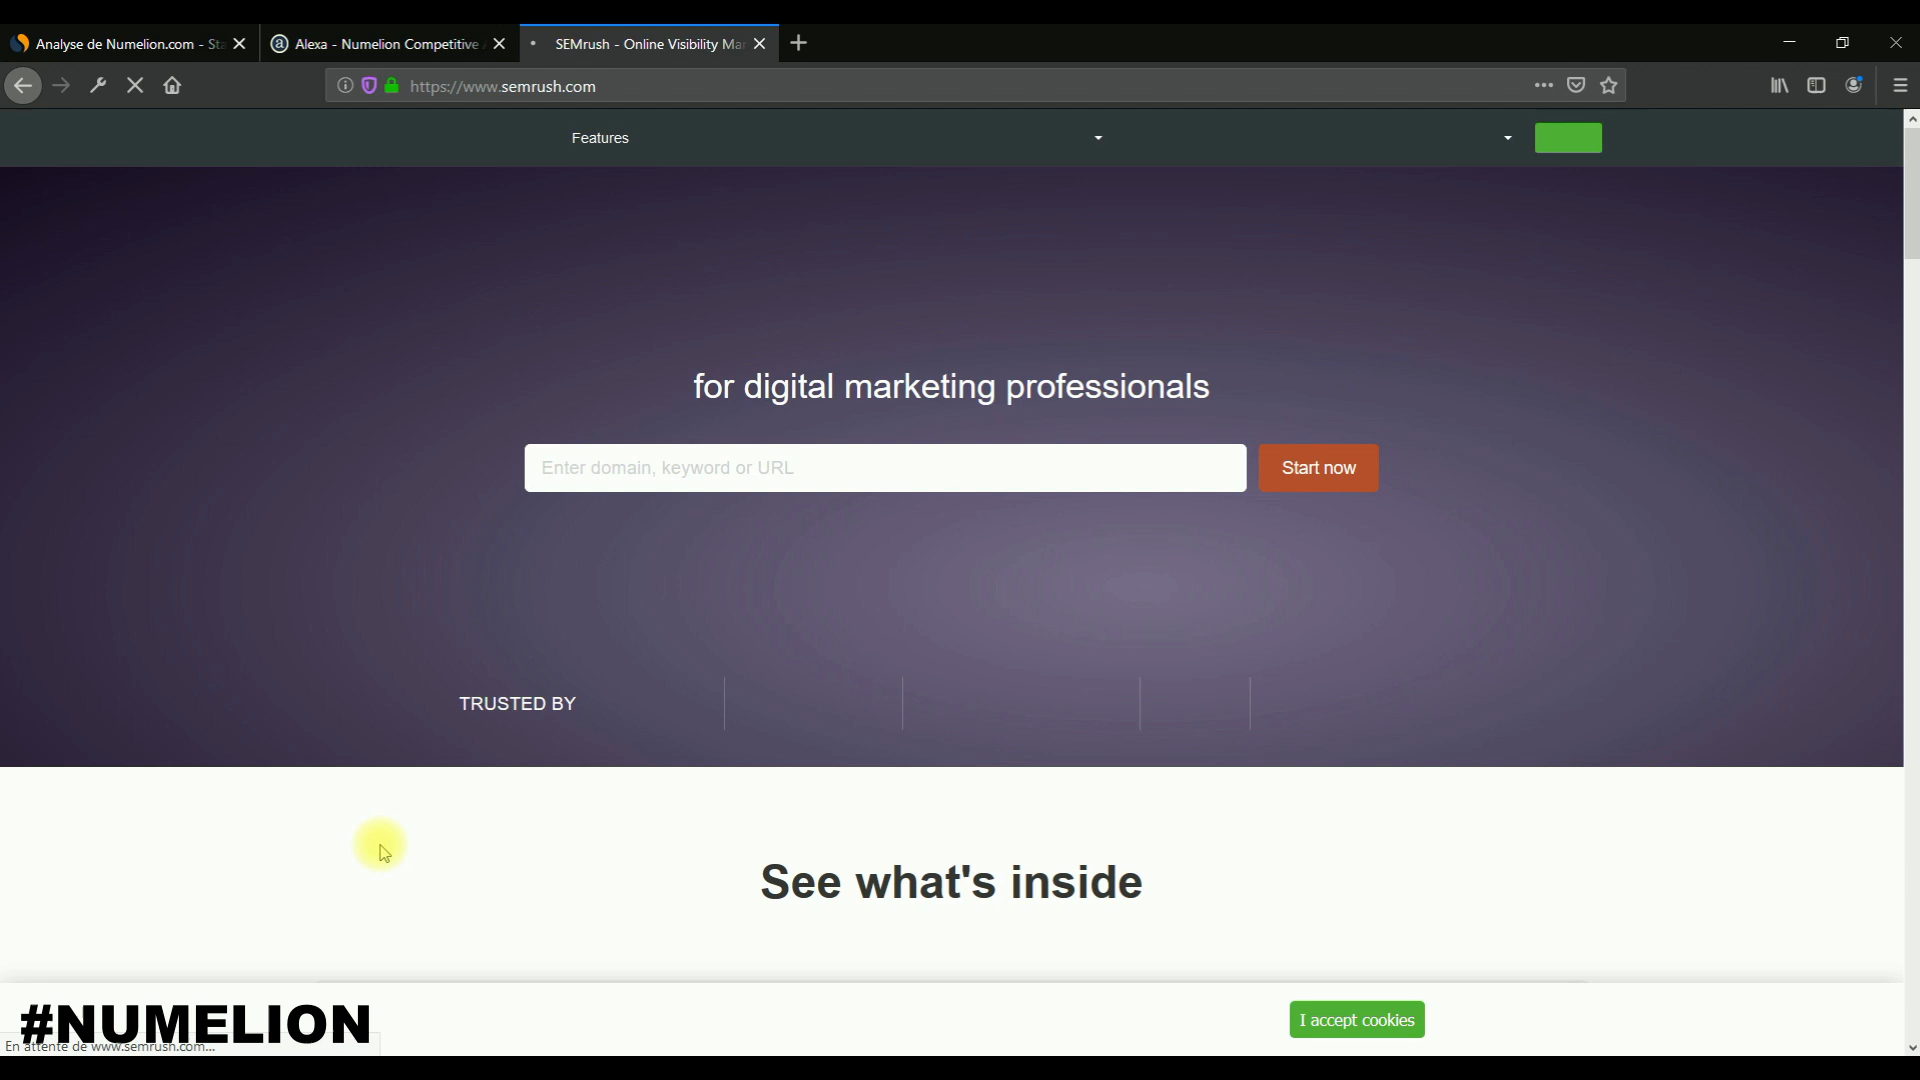 Analyse de Numelion.com - Sta
Alexa - Numelion Competitive
SEMrush - Online Visibility Mar
https://www.semrush.com
Features
for digital marketing professionals
Enter domain, keyword or URL
Start now
TRUSTED BY
See what's inside
#NUMELION
I accept cookies
En attente de www.semrush.com...